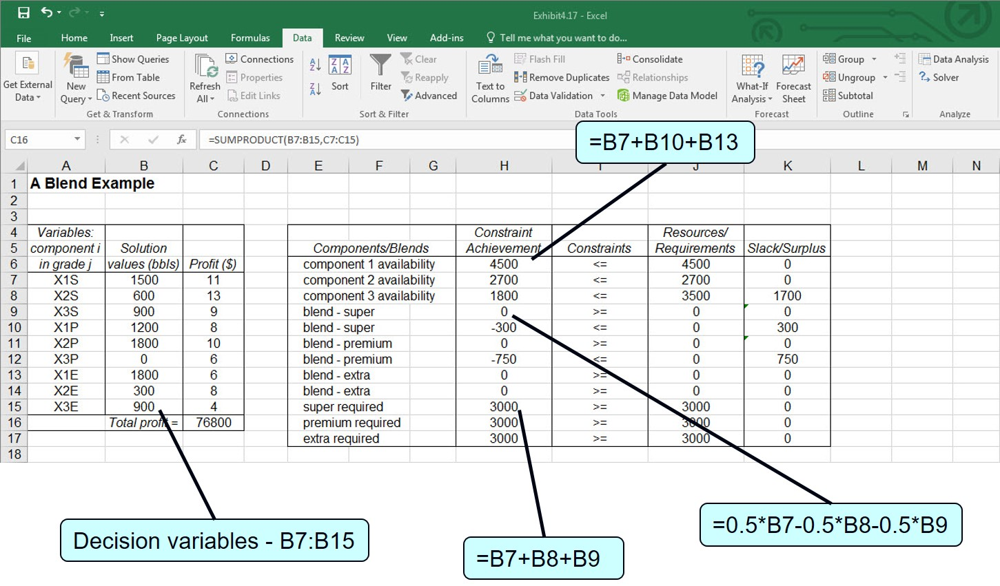 Exhibit4.17 - Excel
File Home Insert Page Layout Formulas Data Review View Add-ins Tell me what you want to do...
Get External Data
New Query
Show Queries
From Table
Recent Sources
Get & Transform
Refresh All
Connections
Properties
Edit Links
Connections
Sort
Filter
Clear
Reapply
Advanced
Sort & Filter
Text to Columns
Flash Fill
Remove Duplicates
Data Validation
Consolidate
Relationships
Manage Data Model
Data Tools
What-If Analysis
Forecast Sheet
Forecast
Group
Ungroup
Subtotal
Outline
Data Analysis
Solver
Analyze
C16 fx =SUMPRODUCT(B7:B15,C7:C15)
=B7+B10+B13
A B C D E F G H I J K L M N
1 A Blend Example
2
3
4 Variables: Constraint Resources/
5 component i Solution Components/Blends Achievement Constraints Requirements Slack/Surplus
6 in grade j values (bbls) Profit ($) component 1 availability 4500 <= 4500 0
7 X1S 1500 11 component 2 availability 2700 <= 2700 0
8 X2S 600 13 component 3 availability 1800 <= 3500 1700
9 X3S 900 9 blend - super 0 >= 0 0
10 X1P 1200 8 blend - super -300 <= 0 300
11 X2P 1800 10 blend - premium 0 >= 0 0
12 X3P 0 6 blend - premium -750 <= 0 750
13 X1E 1800 6 blend - extra 0 >= 0 0
14 X2E 300 8 blend - extra 0 >= 0 0
15 X3E 900 4 super required 3000 >= 3000 0
16 Total profit = 76800 premium required 3000 >= 3000 0
17 extra required 3000 >= 3000 0
18
Decision variables - B7:B15
=B7+B8+B9
=0.5*B7-0.5*B8-0.5*B9